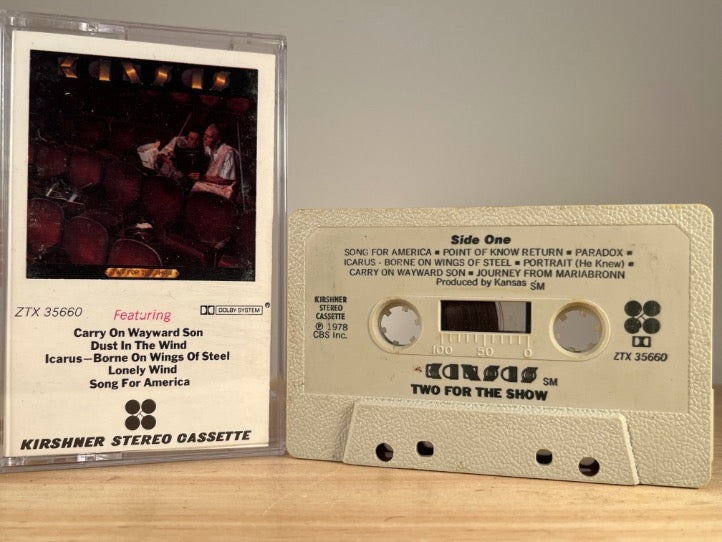 KANSAS
TWO FOR THE SHOW
ZTX 35660
Featuring
DOLBY SYSTEM ®
Carry On Wayward Son
Dust In The Wind
Icarus—Borne On Wings Of Steel
Lonely Wind
Song For America
KIRSHNER STEREO CASSETTE
Side One
SONG FOR AMERICA ■ POINT OF KNOW RETURN ■ PARADOX ■
ICARUS - BORNE ON WINGS OF STEEL ■ PORTRAIT (He Knew) ■
CARRY ON WAYWARD SON ■ JOURNEY FROM MARIABRONN
Produced by Kansas SM
KIRSHNER
STEREO
CASSETTE
℗ 1978
CBS Inc.
100 50 0
ZTX 35660
KANSAS SM
TWO FOR THE SHOW